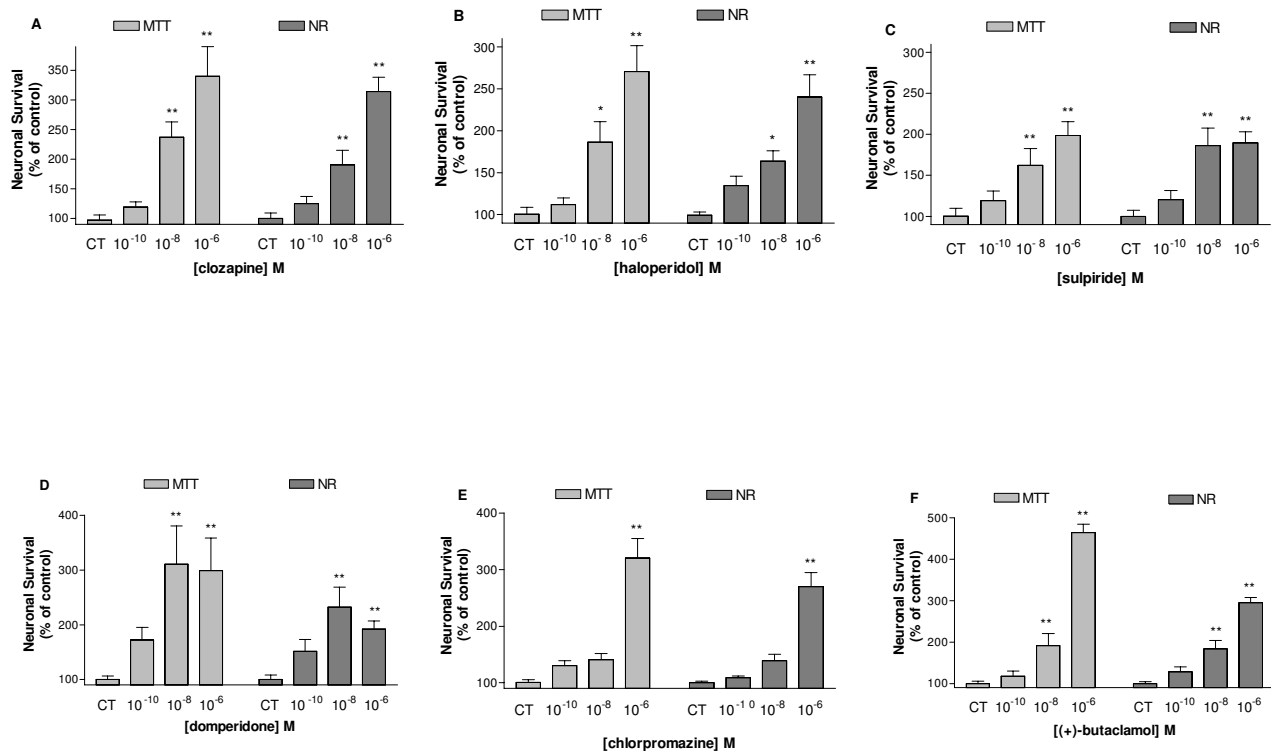 A
MTT
NR
Neuronal Survival
(% of control)
350
300
250
200
150
100
** ** ** **
CT 10-10 10-8 10-6 CT 10-10 10-8 10-6
[clozapine] M
B
MTT
NR
Neuronal Survival
(% of control)
300
250
200
150
100
* ** * **
CT 10-10 10-8 10-6 CT 10-10 10-8 10-6
[haloperidol] M
C
MTT
NR
Neuronal Survival
(% of control)
300
250
200
150
100
** ** ** **
CT 10-10 10-8 10-6 CT 10-10 10-8 10-6
[sulpiride] M
D
MTT
NR
Neuronal Survival
(% of control)
400
300
200
100
** ** ** **
CT 10-10 10-8 10-6 CT 10-10 10-8 10-6
[domperidone] M
E
MTT
NR
Neuronal Survival
(% of control)
400
300
200
100
** **
CT 10-10 10-8 10-6 CT 10-1 0 10-8 10-6
[chlorpromazine] M
F
MTT
NR
Neuronal Survival
(% of control)
500
400
300
200
100
** ** ** **
CT 10-10 10-8 10-6 CT 10-10 10-8 10-6
[(+)-butaclamol] M